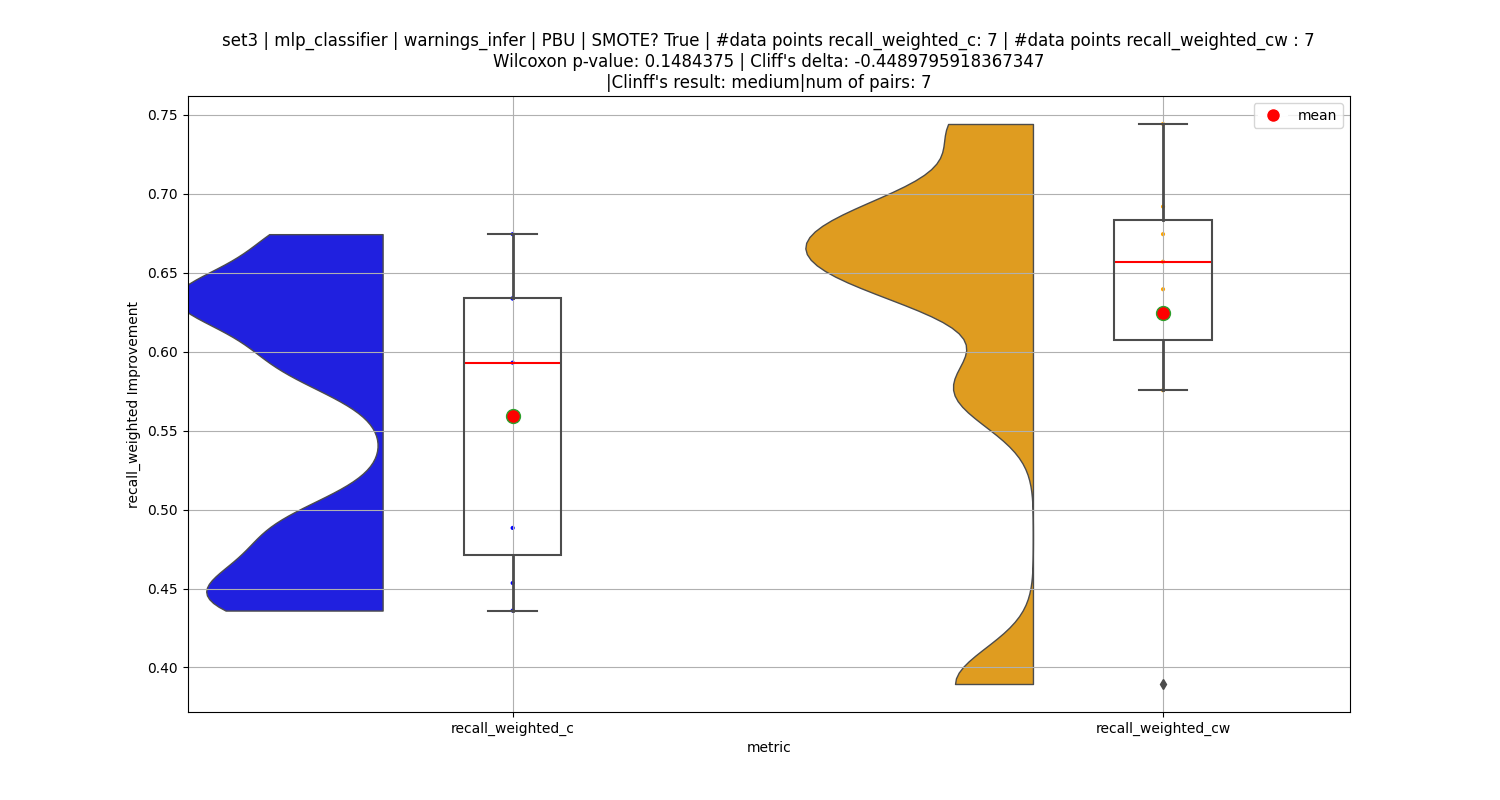 set3 | mlp_classifier | warnings_infer | PBU | SMOTE? True | #data points recall_weighted_c: 7 | #data points recall_weighted_cw : 7
Wilcoxon p-value: 0.1484375 | Cliff's delta: -0.4489795918367347
|Clinff's result: medium|num of pairs: 7
mean
0.75
0.70
0.65
0.60
0.55
0.50
0.45
0.40
recall_weighted Improvement
recall_weighted_c
recall_weighted_cw
metric